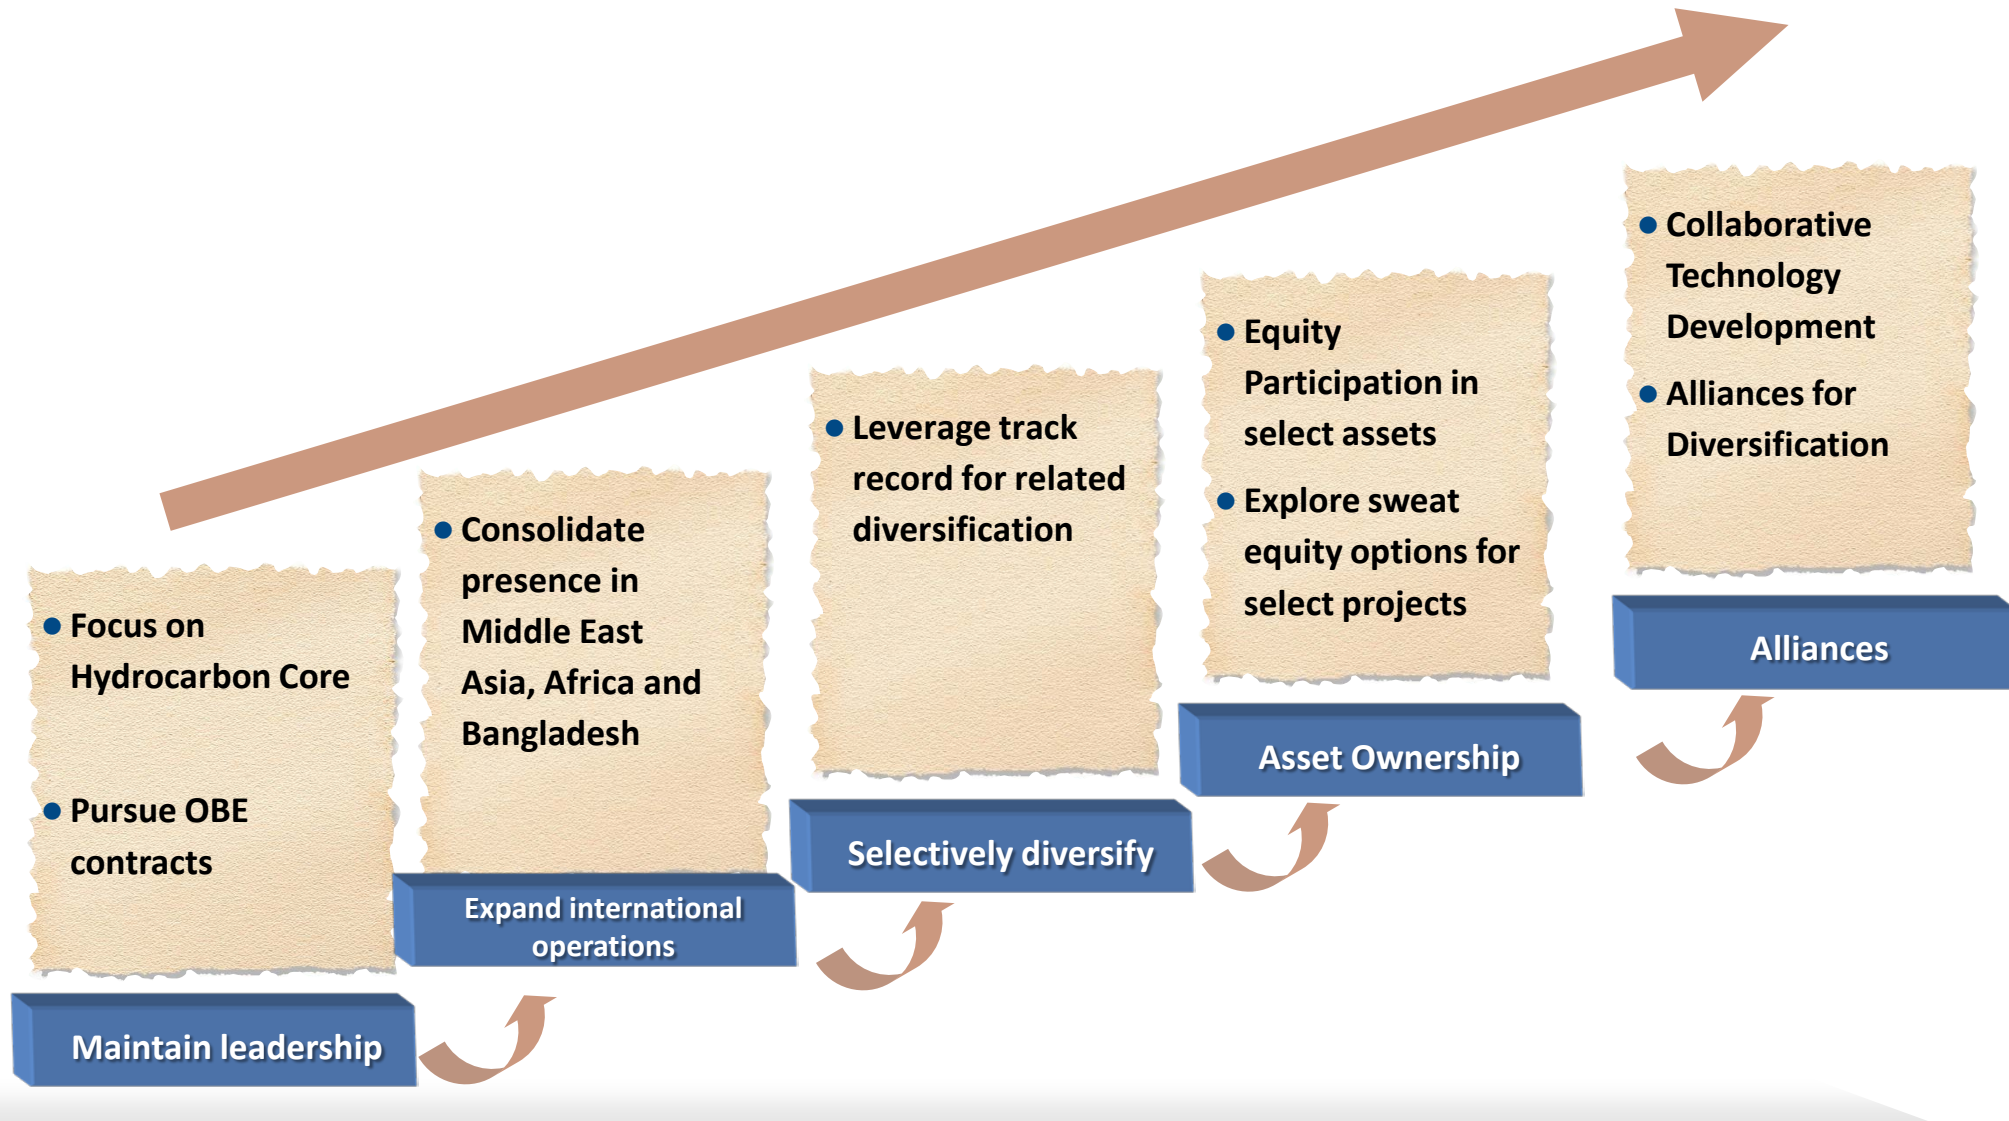 Focus on
Hydrocarbon Core
Pursue OBE
contracts
Maintain leadership
Consolidate
presence in
Middle East
Asia, Africa and
Bangladesh
Expand international
operations
Leverage track
record for related
diversification
Selectively diversify
Equity
Participation in
select assets
Explore sweat
equity options for
select projects
Asset Ownership
Collaborative
Technology
Development
Alliances for
Diversification
Alliances